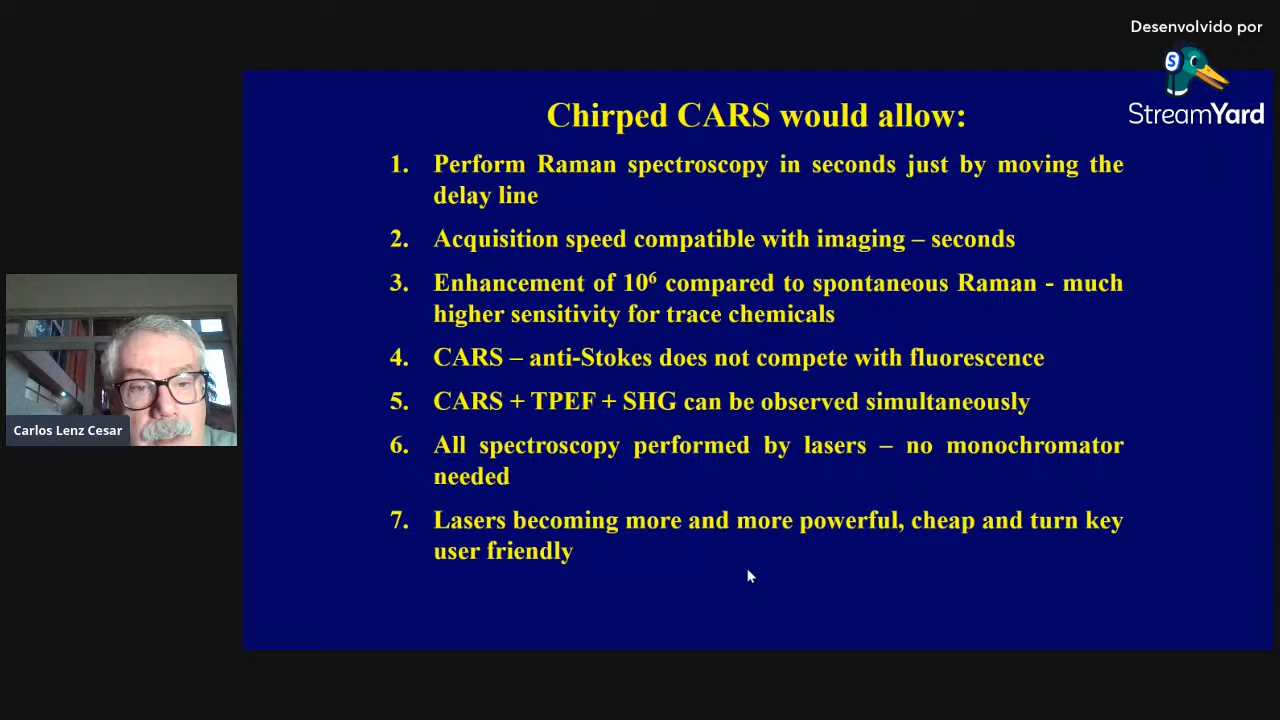 Desenvolvido por
S
StreamYard
Chirped CARS would allow:
1. Perform Raman spectroscopy in seconds just by moving the
delay line
2. Acquisition speed compatible with imaging – seconds
3. Enhancement of 10⁶ compared to spontaneous Raman - much
higher sensitivity for trace chemicals
4. CARS – anti-Stokes does not compete with fluorescence
5. CARS + TPEF + SHG can be observed simultaneously
6. All spectroscopy performed by lasers – no monochromator
needed
7. Lasers becoming more and more powerful, cheap and turn key
user friendly
Carlos Lenz Cesar